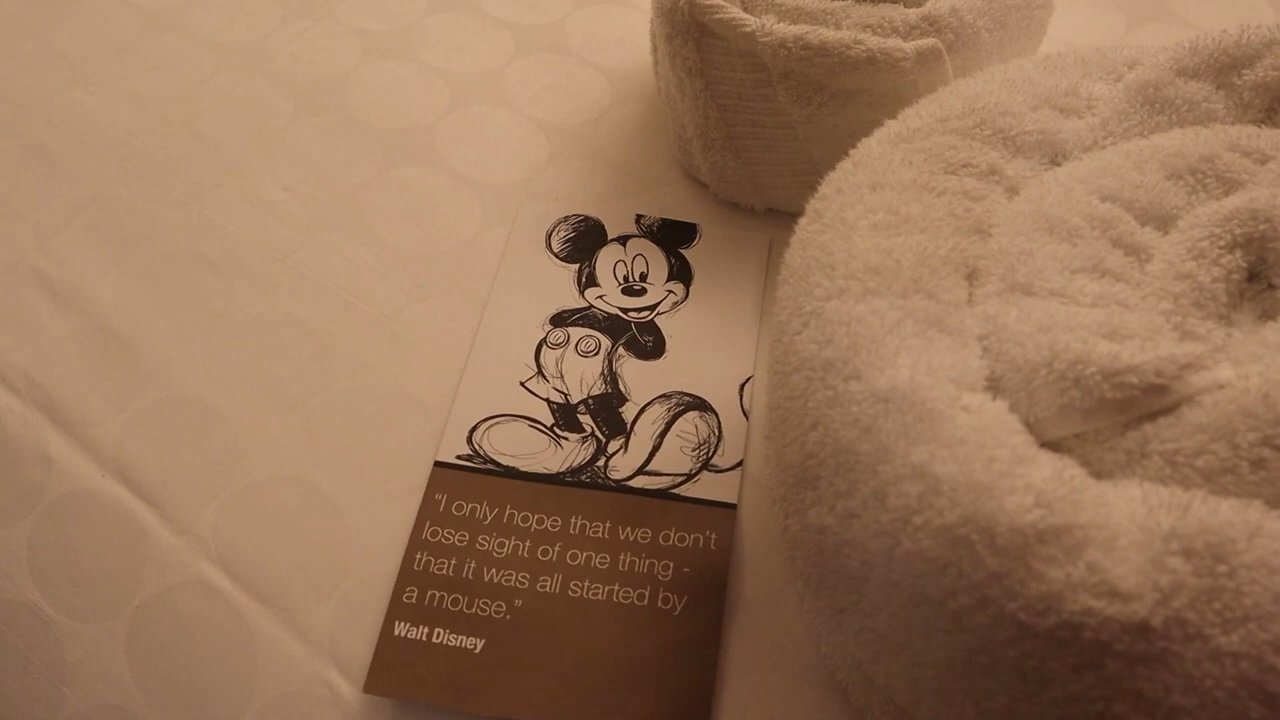 “I only hope that we don't
lose sight of one thing -
that it was all started by
a mouse.”
Walt Disney